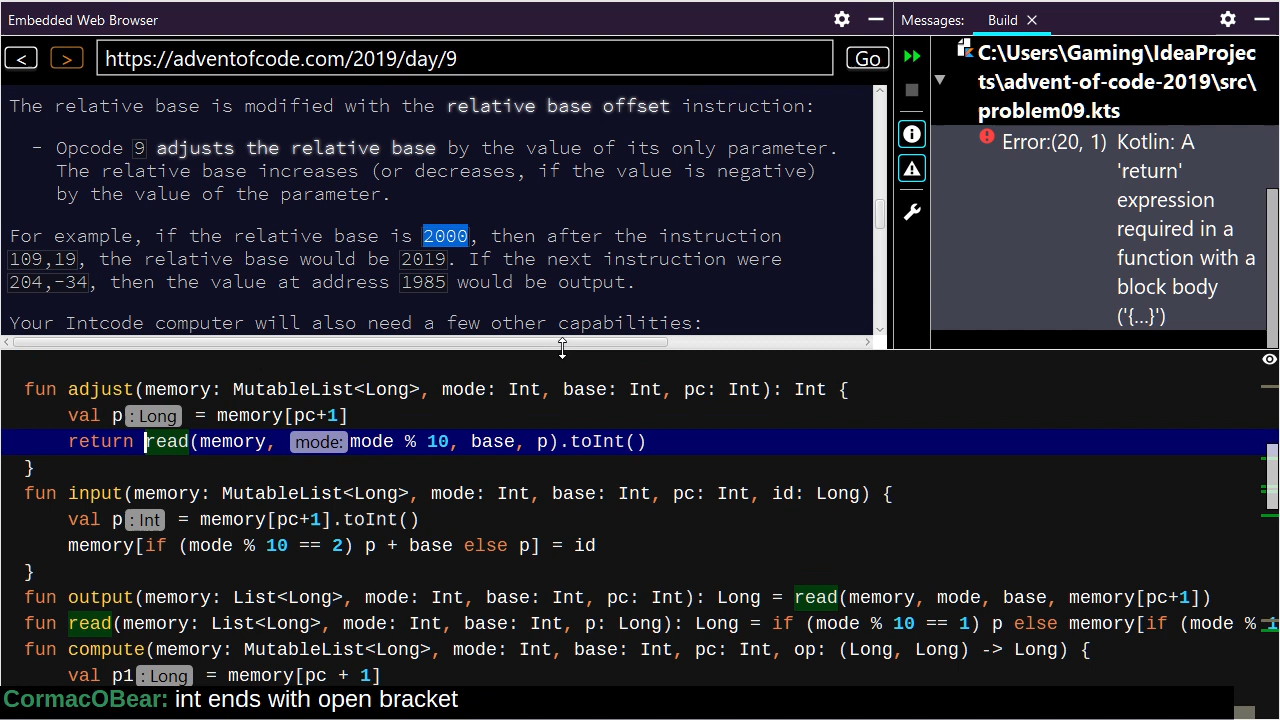 Embedded Web Browser
Messages: Build
< > https://adventofcode.com/2019/day/9 Go
The relative base is modified with the relative base offset instruction:
- Opcode 9 adjusts the relative base by the value of its only parameter.
The relative base increases (or decreases, if the value is negative)
by the value of the parameter.
For example, if the relative base is 2000, then after the instruction
109,19, the relative base would be 2019. If the next instruction were
204,-34, then the value at address 1985 would be output.
Your Intcode computer will also need a few other capabilities:
C:\Users\Gaming\IdeaProjec
ts\advent-of-code-2019\src\
problem09.kts
Error:(20, 1) Kotlin: A
'return'
expression
required in a
function with a
block body
('{...}')
fun adjust(memory: MutableList<Long>, mode: Int, base: Int, pc: Int): Int {
val p : Long = memory[pc+1]
return read(memory, mode: mode % 10, base, p).toInt()
}
fun input(memory: MutableList<Long>, mode: Int, base: Int, pc: Int, id: Long) {
val p : Int = memory[pc+1].toInt()
memory[if (mode % 10 == 2) p + base else p] = id
}
fun output(memory: List<Long>, mode: Int, base: Int, pc: Int): Long = read(memory, mode, base, memory[pc+1])
fun read(memory: List<Long>, mode: Int, base: Int, p: Long): Long = if (mode % 10 == 1) p else memory[if (mode % 1
fun compute(memory: MutableList<Long>, mode: Int, base: Int, pc: Int, op: (Long, Long) -> Long) {
val p1 : Long = memory[pc + 1]
CormacOBear: int ends with open bracket